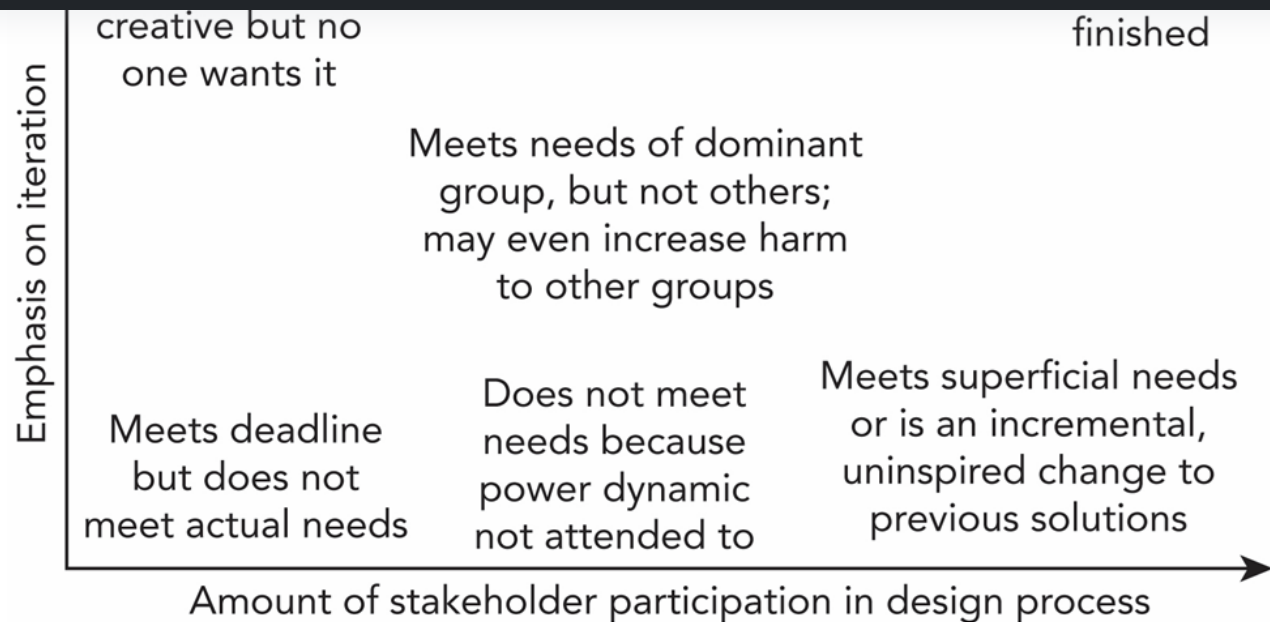 creative but no
one wants it
finished
Emphasis on iteration
Meets needs of dominant
group, but not others;
may even increase harm
to other groups
Meets deadline
but does not
meet actual needs
Does not meet
needs because
power dynamic
not attended to
Meets superficial needs
or is an incremental,
uninspired change to
previous solutions
Amount of stakeholder participation in design process